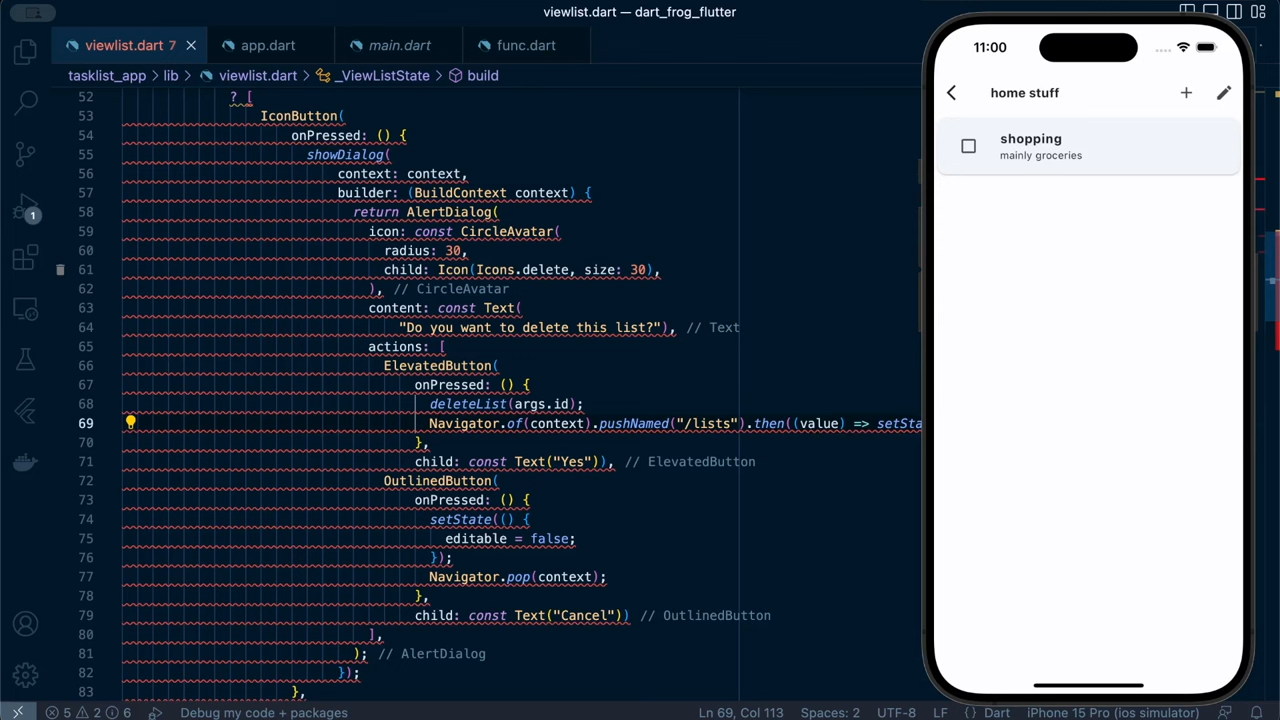 viewlist.dart — dart_frog_flutter
viewlist.dart 7
app.dart
main.dart
func.dart
tasklist_app › lib › viewlist.dart › _ViewListState › build
52 ? [
53 IconButton(
54 onPressed: () {
55 showDialog(
56 context: context,
57 builder: (BuildContext context) {
58 return AlertDialog(
59 icon: const CircleAvatar(
60 radius: 30,
61 child: Icon(Icons.delete, size: 30),
62 ), // CircleAvatar
63 content: const Text(
64 "Do you want to delete this list?"), // Text
65 actions: [
66 ElevatedButton(
67 onPressed: () {
68 deleteList(args.id);
69 Navigator.of(context).pushNamed("/lists").then((value) => setSta
70 },
71 child: const Text("Yes")), // ElevatedButton
72 OutlinedButton(
73 onPressed: () {
74 setState(() {
75 editable = false;
76 });
77 Navigator.pop(context);
78 },
79 child: const Text("Cancel")) // OutlinedButton
80 ],
81 ); // AlertDialog
82 });
83 },
1
11:00
home stuff
shopping
mainly groceries
5 2 6
Debug my code + packages
Ln 69, Col 113
Spaces: 2
UTF-8
LF
{} Dart
iPhone 15 Pro (ios simulator)